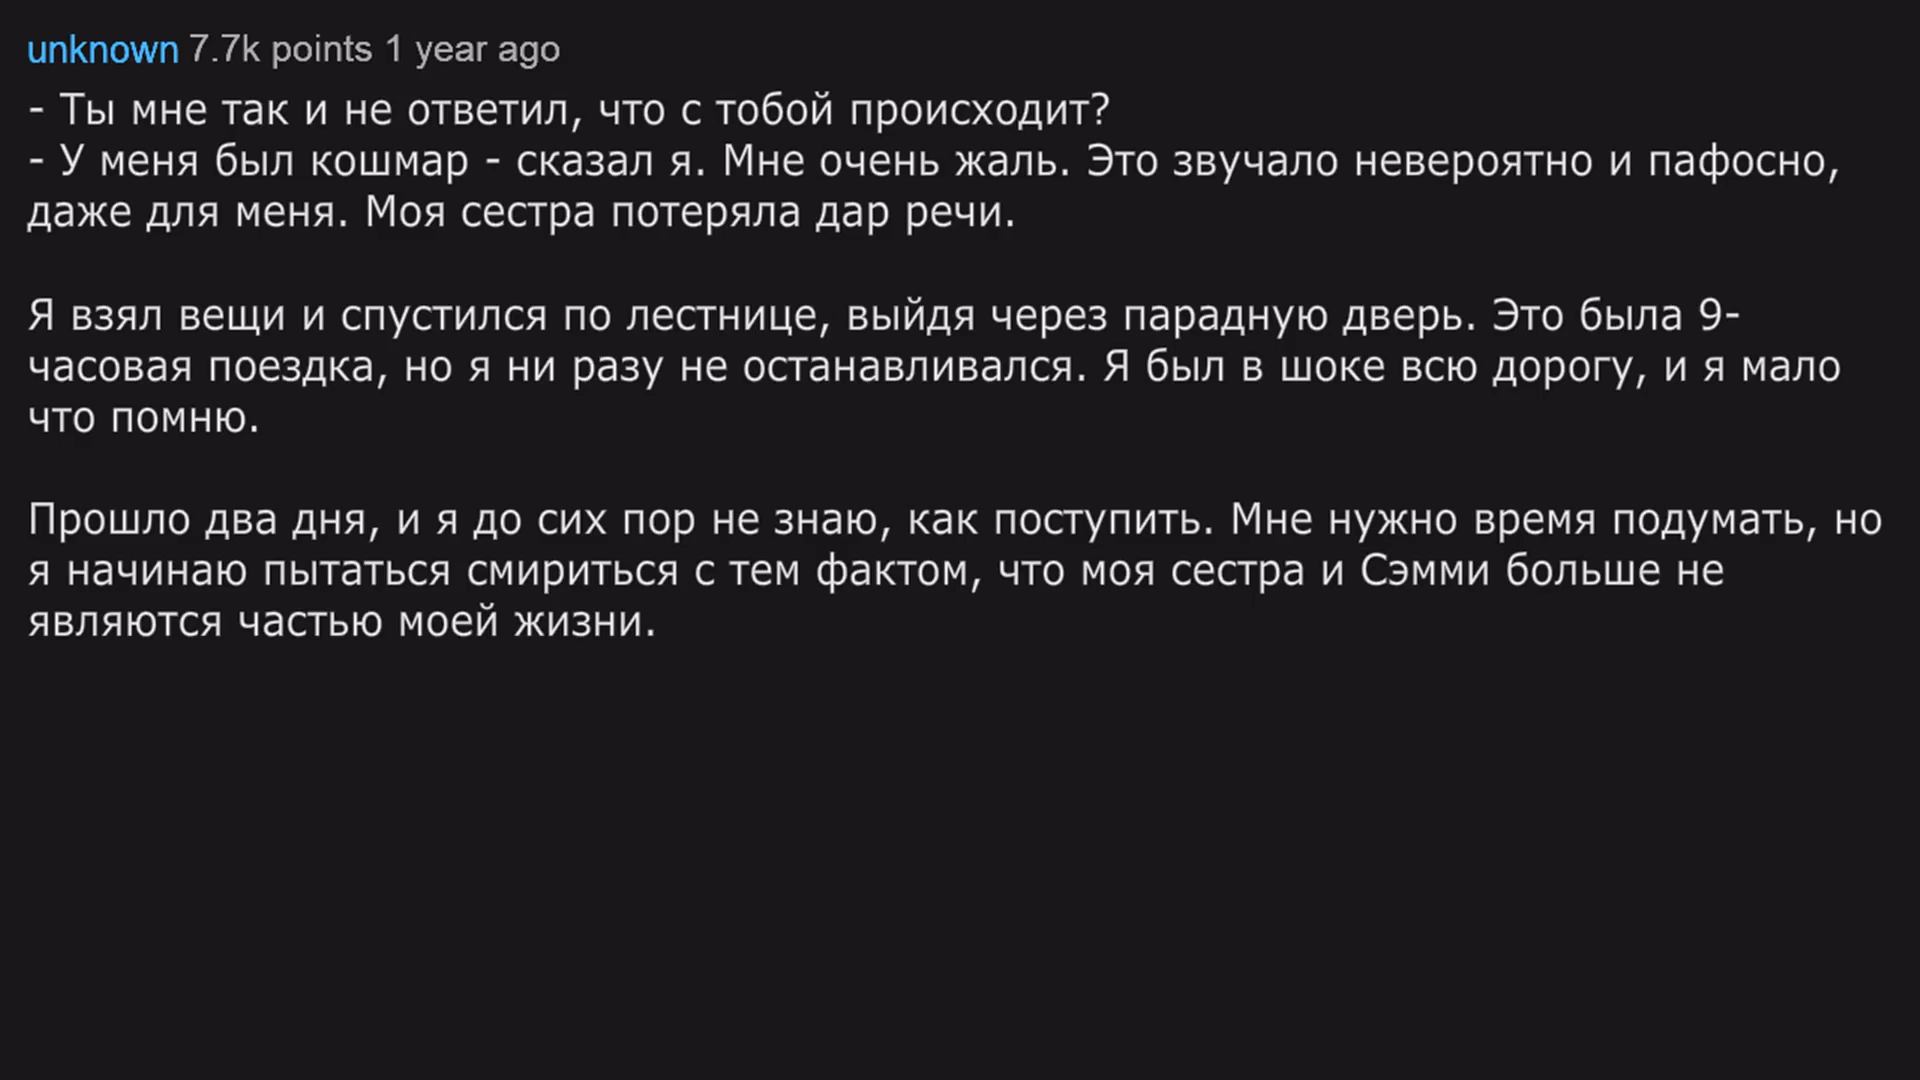 unknown 7.7k points 1 year ago
- Ты мне так и не ответил, что с тобой происходит?
- У меня был кошмар - сказал я. Мне очень жаль. Это звучало невероятно и пафосно,
даже для меня. Моя сестра потеряла дар речи.
Я взял вещи и спустился по лестнице, выйдя через парадную дверь. Это была 9-
часовая поездка, но я ни разу не останавливался. Я был в шоке всю дорогу, и я мало
что помню.
Прошло два дня, и я до сих пор не знаю, как поступить. Мне нужно время подумать, но
я начинаю пытаться смириться с тем фактом, что моя сестра и Сэмми больше не
являются частью моей жизни.